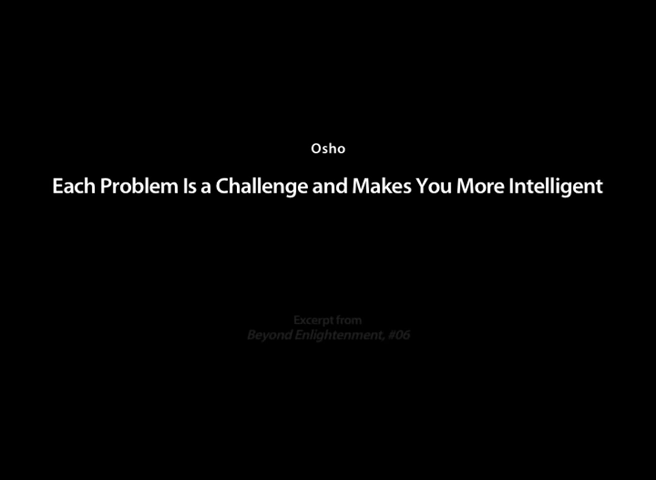 Osho
Each Problem Is a Challenge and Makes You More Intelligent
Excerpt from
Beyond Enlightenment, #06